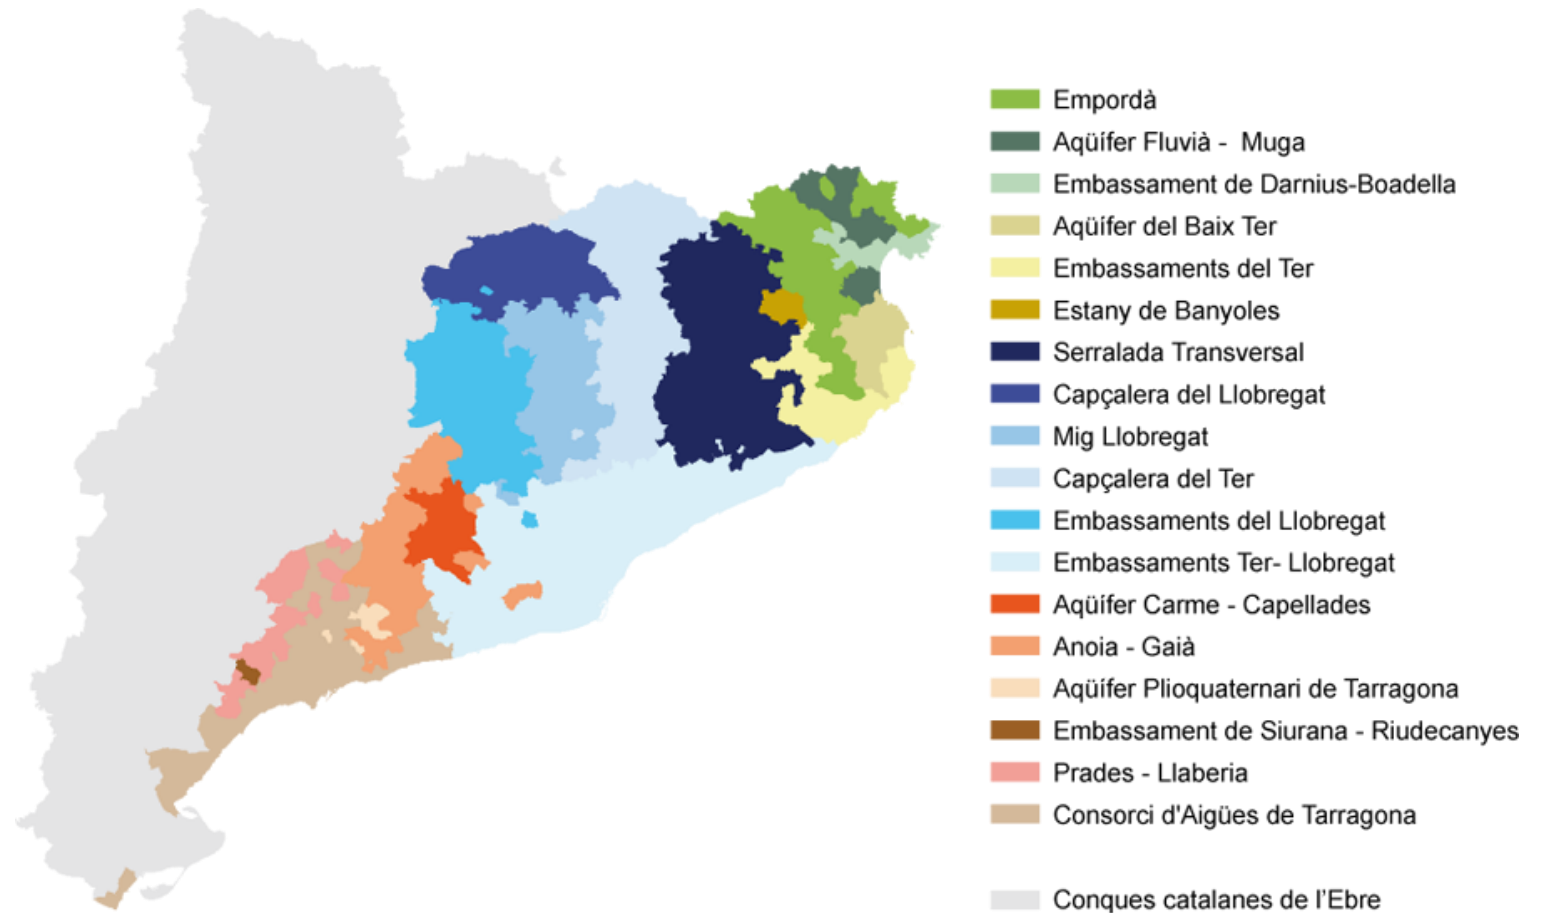 Empordà
Aqüífer Fluvià - Muga
Embassament de Darnius-Boadella
Aqüífer del Baix Ter
Embassaments del Ter
Estany de Banyoles
Serralada Transversal
Capçalera del Llobregat
Mig Llobregat
Capçalera del Ter
Embassaments del Llobregat
Embassaments Ter- Llobregat
Aqüífer Carme - Capellades
Anoia - Gaià
Aqüífer Plioquaternari de Tarragona
Embassament de Siurana - Riudecanyes
Prades - Llaberia
Consorci d'Aigües de Tarragona
Conques catalanes de l’Ebre